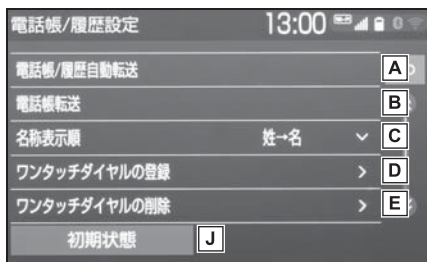 電話帳/履歴設定 13:00
電話帳/履歴自動転送 A
電話帳転送 B
名称表示順 姓→名 C
ワンタッチダイヤルの登録 D
ワンタッチダイヤルの削除 E
初期状態 J